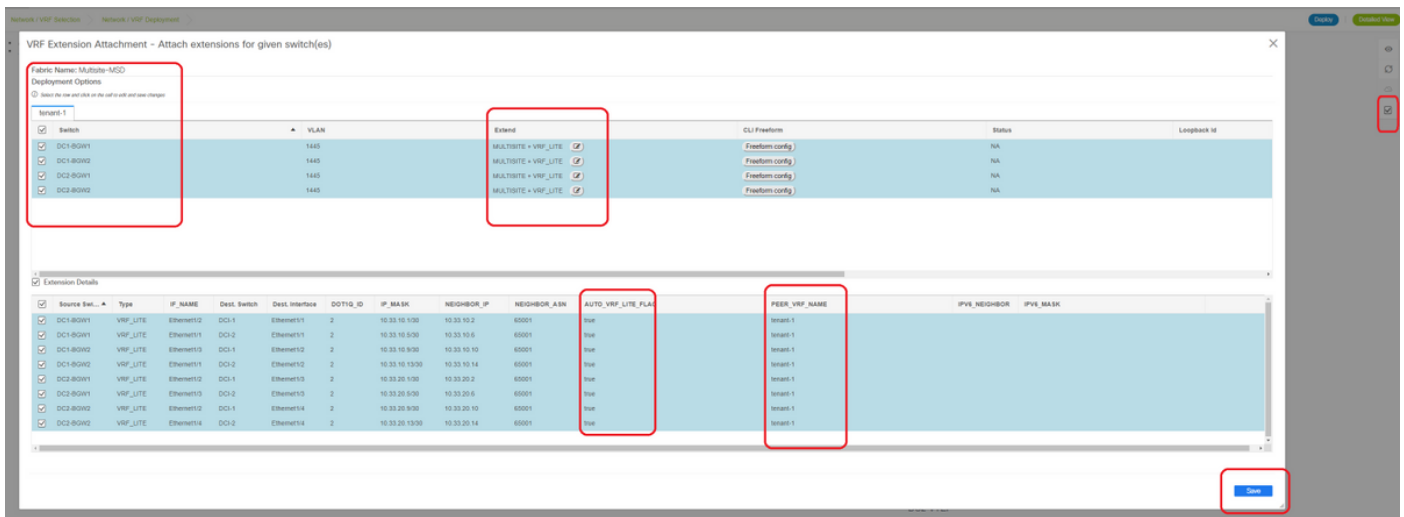 Network / VRF Selection Network / VRF Deployment Deploy Detailed View
VRF Extension Attachment - Attach extensions for given switch(es)
Fabric Name: Multisite-MSD
Deployment Options
Select the row and click on the cell to edit and save changes
tenant-1
Switch VLAN Extend CLI Freeform Status Loopback Id
DC1-BGW1 1445 MULTISITE + VRF_LITE Freeform config NA
DC1-BGW2 1445 MULTISITE + VRF_LITE Freeform config NA
DC2-BGW1 1445 MULTISITE + VRF_LITE Freeform config NA
DC2-BGW2 1445 MULTISITE + VRF_LITE Freeform config NA
Extension Details
Source Swi... Type IF_NAME Dest. Switch Dest. Interface DOT1Q_ID IP_MASK NEIGHBOR_IP NEIGHBOR_ASN AUTO_VRF_LITE_FLAG PEER_VRF_NAME IPV6_NEIGHBOR IPV6_MASK
DC1-BGW1 VRF_LITE Ethernet1/2 DCI-1 Ethernet1/1 2 10.33.10.1/30 10.33.10.2 65001 true tenant-1
DC1-BGW1 VRF_LITE Ethernet1/1 DCI-2 Ethernet1/1 2 10.33.10.5/30 10.33.10.6 65001 true tenant-1
DC1-BGW2 VRF_LITE Ethernet1/3 DCI-1 Ethernet1/2 2 10.33.10.9/30 10.33.10.10 65001 true tenant-1
DC1-BGW2 VRF_LITE Ethernet1/1 DCI-2 Ethernet1/2 2 10.33.10.13/30 10.33.10.14 65001 true tenant-1
DC2-BGW1 VRF_LITE Ethernet1/2 DCI-1 Ethernet1/3 2 10.33.20.1/30 10.33.20.2 65001 true tenant-1
DC2-BGW1 VRF_LITE Ethernet1/3 DCI-2 Ethernet1/3 2 10.33.20.5/30 10.33.20.6 65001 true tenant-1
DC2-BGW2 VRF_LITE Ethernet1/2 DCI-1 Ethernet1/4 2 10.33.20.9/30 10.33.20.10 65001 true tenant-1
DC2-BGW2 VRF_LITE Ethernet1/4 DCI-2 Ethernet1/4 2 10.33.20.13/30 10.33.20.14 65001 true tenant-1
Save